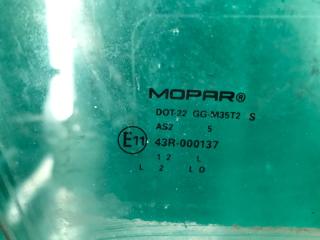 MOPAR®
DOT-22 GG-M35T2 S
AS2 5
E11 43R-000137
1 2 L
L 2 L O